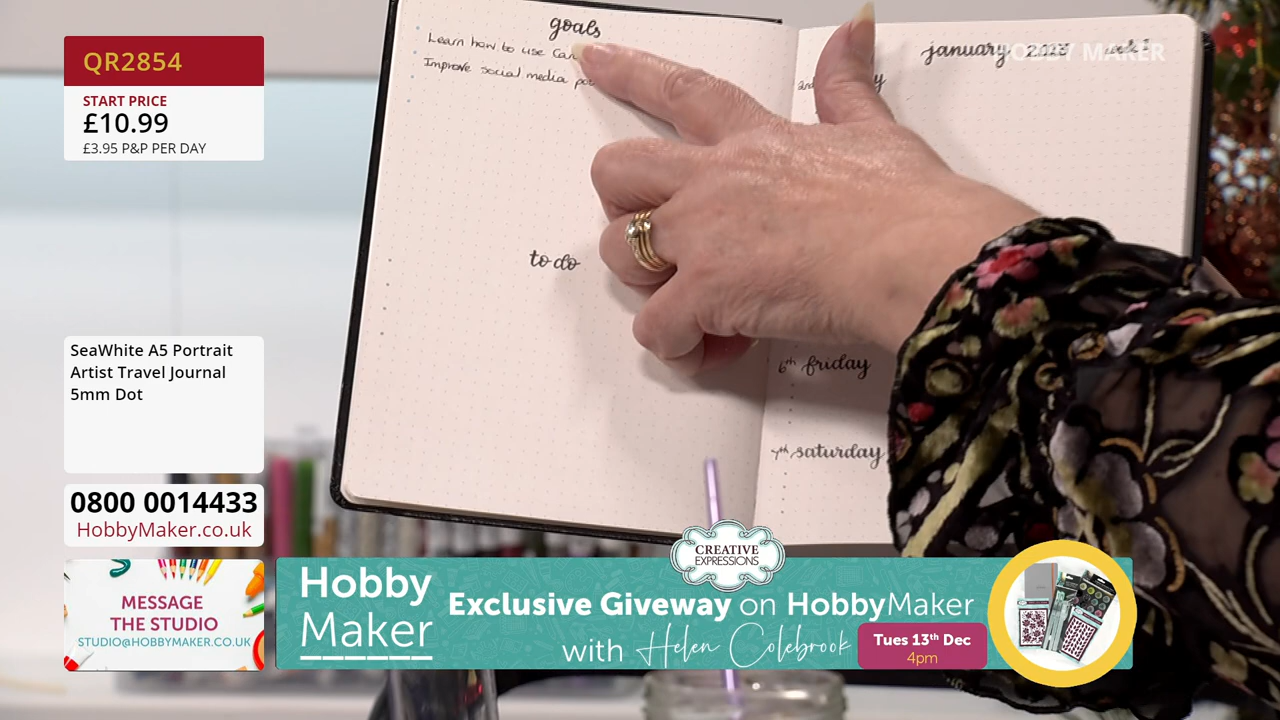 QR2854
START PRICE
£10.99
£3.95 P&P PER DAY
SeaWhite A5 Portrait
Artist Travel Journal
5mm Dot
0800 0014433
HobbyMaker.co.uk
MESSAGE
THE STUDIO
STUDIO@HOBBYMAKER.CO.UK
goals
Learn how to use
Improve social media
to do
january 2023
HOBBY MAKER
6th friday
7th saturday
CREATIVE
EXPRESSIONS
Hobby
Maker
Exclusive Giveway on HobbyMaker
with Helen Colebrook
Tues 13th Dec
4pm